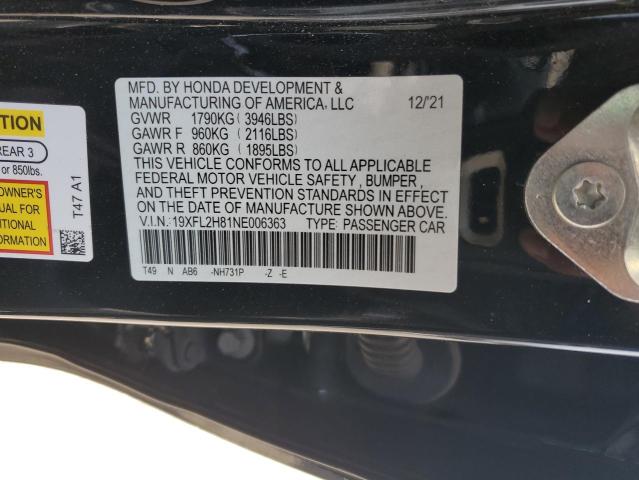 TION
REAR 3
or 850lbs.
OWNER'S
UAL FOR
ITIONAL
ORMATION
T47 A1
MFD. BY HONDA DEVELOPMENT &
MANUFACTURING OF AMERICA, LLC 12/'21
GVWR 1790KG ( 3946LBS)
GAWR F 960KG ( 2116LBS)
GAWR R 860KG ( 1895LBS)
THIS VEHICLE CONFORMS TO ALL APPLICABLE
FEDERAL MOTOR VEHICLE SAFETY , BUMPER ,
AND THEFT PREVENTION STANDARDS IN EFFECT
ON THE DATE OF MANUFACTURE SHOWN ABOVE.
V.I.N.: 19XFL2H81NE006363 TYPE: PASSENGER CAR
T49 N AB6 -NH731P -Z -E